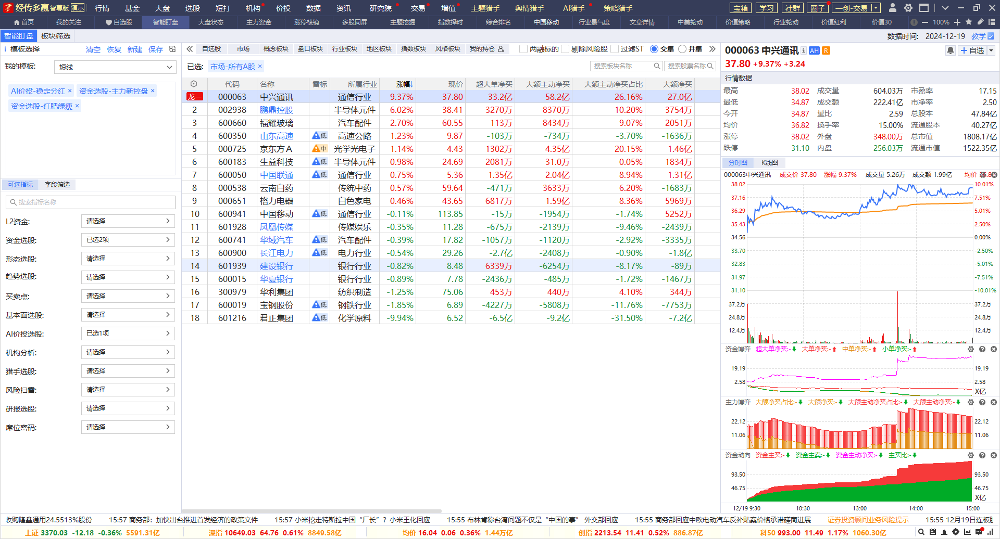 经传多赢 智尊版 演示 行情 基金 大盘 选股 短打 机构 价投 数据 资讯 研究院 交易 增值 主题猎手 舆情猎手 AI猎手 策略猎手 宝箱 学习 社群 圈子 一创-交易
首页 我的关注 自选股 智能盯盘 大盘状态 主力资金 涨停棱镜 多股同屏 主题挖掘 指数择时 综合排名 中国移动 行业景气度 文章详情 中美轮动 价值策略 行业轮动 价值红利 价值30 100%
智能盯盘 板块筛选 数据时间: 2024-12-19 教学
模板选择 清空 恢复 新建 保存
我的模板: 短线
AI价投-稳定分红 × 资金选股-主力新控盘 ×
资金选股-红肥绿瘦 ×
可选指标 字段筛选
搜索指标名称
L2资金: 请选择
资金选股: 已选2项
形态选股: 请选择
趋势选股: 请选择
买卖点: 请选择
基本面选股: 请选择
AI价投选股: 已选1项
机构分析: 请选择
猎手选股: 请选择
风险扫雷: 请选择
研报选股: 请选择
席位密码: 请选择
自选股 市场 概念板块 盘口板块 行业板块 地区板块 指数板块 风格板块 我的持仓 两融标的 剔除风险股 过滤ST 交集 并集
已选: 市场-所有A股 × 搜索板块名称 搜索股票名称
代码 名称 雷标 所属行业 涨幅↓ 现价 超大单净买 大额主动净买 大额主动净买占比 大额净买
龙一 000063 中兴通讯 通信行业 9.37% 37.80 33.2亿 58.2亿 26.16% 27.0亿
2 002938 鹏鼎控股 半导体元件 6.02% 38.41 3270万 8370万 10.20% 3754万
3 600660 福耀玻璃 汽车配件 2.70% 60.55 113万 8434万 9.07% 2051万
4 600350 山东高速 低 高速公路 1.23% 9.87 -103万 -734万 -3.70% -1636万
5 000725 京东方A 中 光学光电子 1.14% 4.43 1302万 4.35亿 20.15% 1.46亿
6 600183 生益科技 低 半导体元件 0.98% 24.69 2081万 31.0万 0.05% 1834万
7 600050 中国联通 低 通信行业 0.75% 5.36 1.35亿 2.04亿 8.94% 1.31亿
8 000538 云南白药 传统中药 0.57% 59.64 -471万 3633万 6.20% -1683万
9 000651 格力电器 白色家电 0.46% 43.65 6817万 1.59亿 8.36% 5969万
10 600941 中国移动 低 通信行业 -0.11% 113.85 -15万 -1954万 -1.74% 5252万
11 601928 凤凰传媒 传媒娱乐 -0.35% 11.28 -675万 -2139万 -9.46% -2439万
12 600741 华域汽车 低 汽车配件 -0.39% 17.82 -1057万 -1120万 -2.92% -3335万
13 600900 长江电力 低 电力行业 -0.54% 29.26 -2.7亿 -2408万 -0.90% -1.8亿
14 601939 建设银行 银行行业 -0.82% 8.48 6339万 -6254万 -8.17% -89万
15 600015 华夏银行 银行行业 -0.89% 7.78 -2436万 -485万 -1.72% -1467万
16 300979 华利集团 纺织制造 -1.25% 75.06 453万 440万 4.10% 344万
17 600019 宝钢股份 低 钢铁行业 -1.85% 6.89 -4227万 -5808万 -11.76% -7753万
18 601216 君正集团 低 化学原料 -9.94% 6.52 -6.5亿 -9.2亿 -31.50% -7.2亿
000063 中兴通讯 AH R 自选
37.80 +9.37% +3.24
行情数据
最高 38.02 成交量 604.03万 市盈率 17.15
最低 34.87 成交额 222.41亿 市净率 2.50
今开 34.87 量比 2.59 总股本 47.84亿
均价 36.82 换手率 15.00% 流通股本 40.27亿
涨停 38.02 外盘 348.00万 总市值 1808.17亿
跌停 31.10 内盘 256.03万 流通市值 1522.35亿
分时图 K线图
000063中兴通讯 成交价 37.80 涨幅 9.37% 成交量 5.26万 成交额 1.99亿 均价
38.02 10.01%
37.16 7.51%
36.29 5.01%
35.43 2.50%
34.56 0.00%
33.70 -2.50%
32.83 -5.01%
31.97 -7.51%
31.10 -10.01%
37.2万 37.2万
24.8万 24.8万
12.4万 12.4万
资金博弈 超大单净买:- 大单净买:- 中单净买:- 小单净买:-
19.19 19.19
2.58 2.58
X亿
主力博弈 大额净买占比:- 大额净买:- 大额主动净买占比:- 大额主动净买:-
22.12 22.12
11.06 11.06
资金动向 资金主买:- 资金主卖:- 资金主动净买:- 主买比:-
93.50 93.50
46.75 46.75
X亿
12/19 9:30 10:30 13:00 14:00 15:00
收购隆鑫通用24.5513%股份 15:57 商务部：加快出台推进首发经济的政策文件 15:57 小米挖走特斯拉中国“厂长”？小米王化回应 15:55 布林肯称台湾问题不仅是“中国的事” 外交部回应 15:55 商务部回应中欧电动汽车反补贴案价格承诺磋商进展 证券投资顾问业务风险提示 15:55 12月19日连板
上证 3370.03 -12.18 -0.36% 5591.31亿 深指 10649.03 64.76 0.61% 8849.58亿 均价 16.04 0.06 0.36% 1.44万亿 创指 2213.54 11.41 0.52% 886.87亿 科50 993.00 11.49 1.17% 1060.30亿